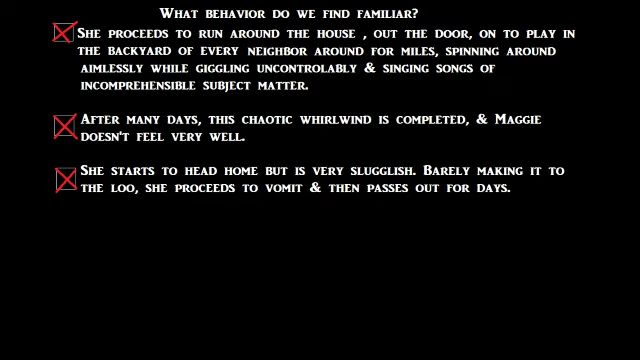 What behavior do we find familiar?
She proceeds to run around the house , out the door, on to play in
the backyard of every neighbor around for miles, spinning around
aimlessly while giggling uncontrolably & singing songs of
incomprehensible subject matter.
After many days, this chaotic whirlwind is completed, & Maggie
doesn't feel very well.
She starts to head home but is very slugglish. Barely making it to
the loo, she proceeds to vomit & then passes out for days.